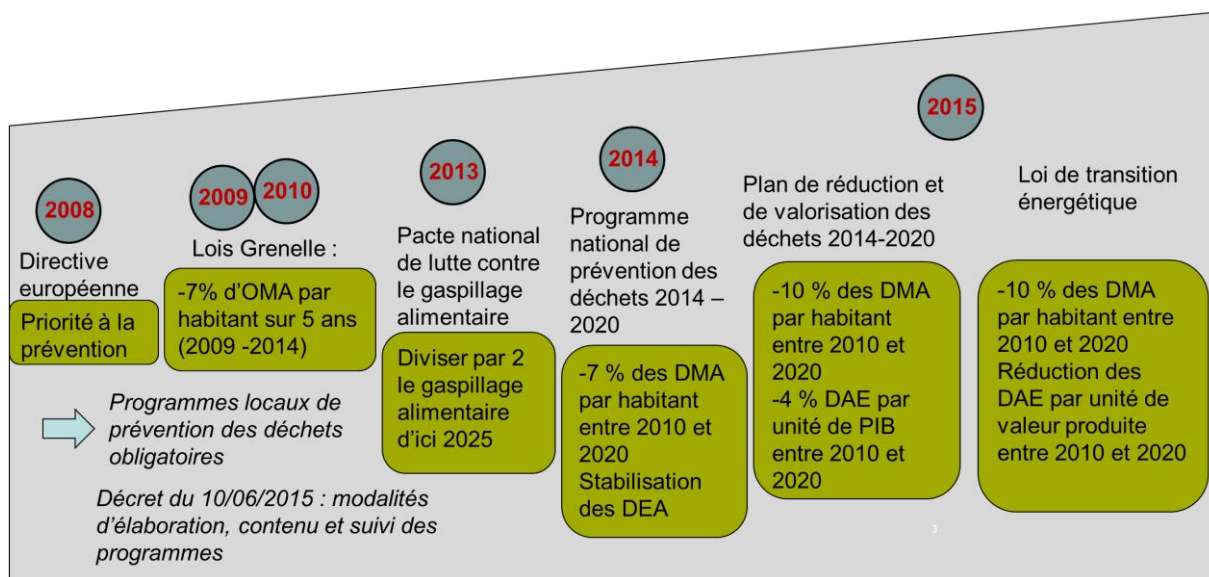 2008
Directive
européenne
Priorité à la
prévention
2009
2010
Lois Grenelle :
-7% d'OMA par
habitant sur 5 ans
(2009 -2014)
Programmes locaux de
prévention des déchets
obligatoires
Décret du 10/06/2015 : modalités
d'élaboration, contenu et suivi des
programmes
2013
Pacte national
de lutte contre
le gaspillage
alimentaire
Diviser par 2
le gaspillage
alimentaire
d'ici 2025
2014
Programme
national de
prévention des
déchets 2014 –
2020
-7 % des DMA
par habitant
entre 2010 et
2020
Stabilisation
des DEA
2015
Plan de réduction et
de valorisation des
déchets 2014-2020
-10 % des DMA
par habitant
entre 2010 et
2020
-4 % DAE par
unité de PIB
entre 2010 et
2020
Loi de transition
énergétique
-10 % des DMA
par habitant entre
2010 et 2020
Réduction des
DAE par unité de
valeur produite
entre 2010 et 2020
3